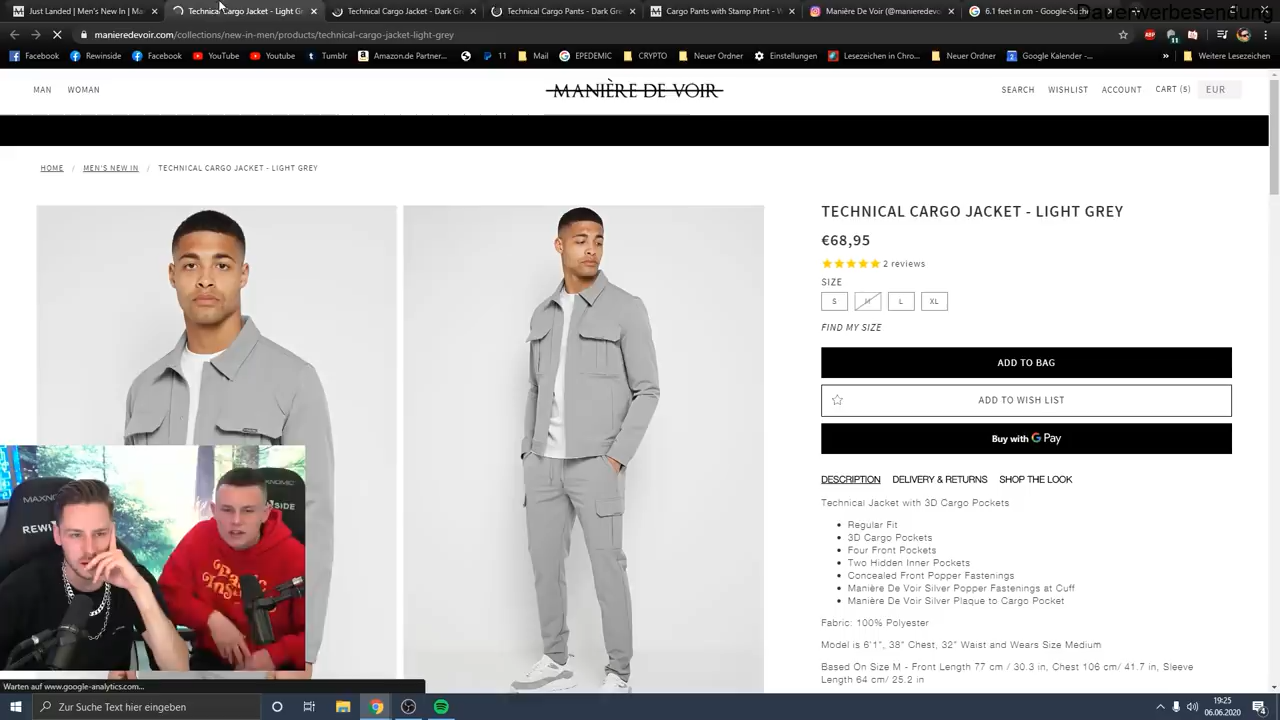 Dauerwerbesendung
Just Landed | New In | Ma
Technical Cargo Jacket - Light Gre
Technical Cargo Jacket - Dark Gr
Technical Cargo Pants - Dark Gre
Cargo Pants with Stamp Print - W
Manière De Voir (@manieredev
6.1 feet in cm - Google-Su
manieredevoir.com/collections/new-in-men/products/technical-cargo-jacket-light-grey
Facebook Rewinside Facebook YouTube Youtube Tumblr Amazon.de Partner... 11 Mail EPEDEMIC CRYPTO Neuer Ordner Einstellungen Lesezeichen in Chro... Neuer Ordner Google Kalender -... » Weitere Lesezeichen
MAN WOMAN
MANIÈRE DE VOIR
SEARCH WISHLIST ACCOUNT CART (5) EUR
HOME / MEN'S NEW IN / TECHNICAL CARGO JACKET - LIGHT GREY
TECHNICAL CARGO JACKET - LIGHT GREY
€68,95
2 reviews
SIZE
S M L XL
FIND MY SIZE
ADD TO BAG
ADD TO WISH LIST
Buy with G Pay
DESCRIPTION DELIVERY & RETURNS SHOP THE LOOK
Technical Jacket with 3D Cargo Pockets
Regular Fit
3D Cargo Pockets
Four Front Pockets
Two Hidden Inner Pockets
Concealed Front Popper Fastenings
Manière De Voir Silver Popper Fastenings at Cuff
Manière De Voir Silver Plaque to Cargo Pocket
Fabric: 100% Polyester
Model is 6'1", 38" Chest, 32" Waist and Wears Size Medium
Based On Size M - Front Length 77 cm / 30.3 in, Chest 106 cm/ 41.7 in, Sleeve
Length 64 cm/ 25.2 in
MAXNO
REWI
XNOMIC
INSIDE
Warten auf www.google-analytics.com...
Zur Suche Text hier eingeben
19:25
06.06.2020